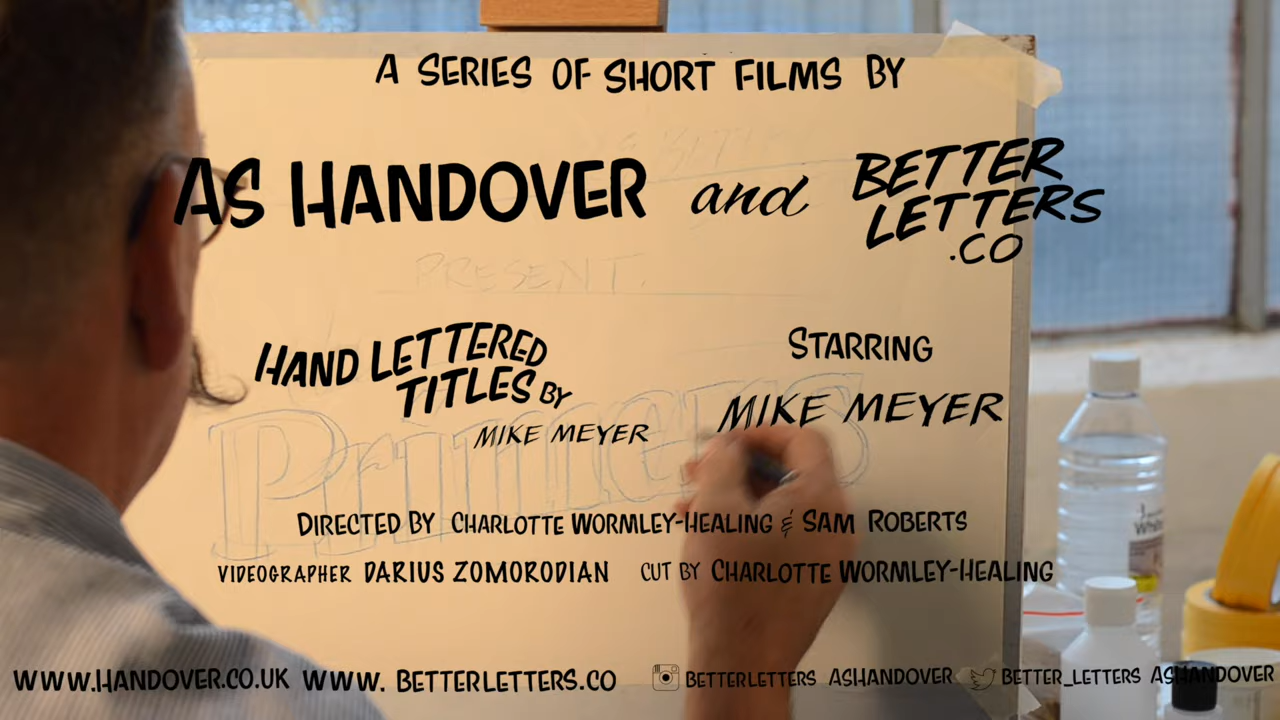 A SERIES OF SHORT FILMS BY
AS HANDOVER and BETTER LETTERS .CO
PRESENT.
HAND LETTERED TITLES BY
MIKE MEYER
STARRING
MIKE MEYER
Primers
DIRECTED BY CHARLOTTE WORMLEY-HEALING & SAM ROBERTS
VIDEOGRAPHER DARIUS ZOMORODIAN CUT BY CHARLOTTE WORMLEY-HEALING
WWW.HANDOVER.CO.UK WWW. BETTERLETTERS.CO BETTERLETTERS ASHANDOVER BETTER_LETTERS ASHANDOVER